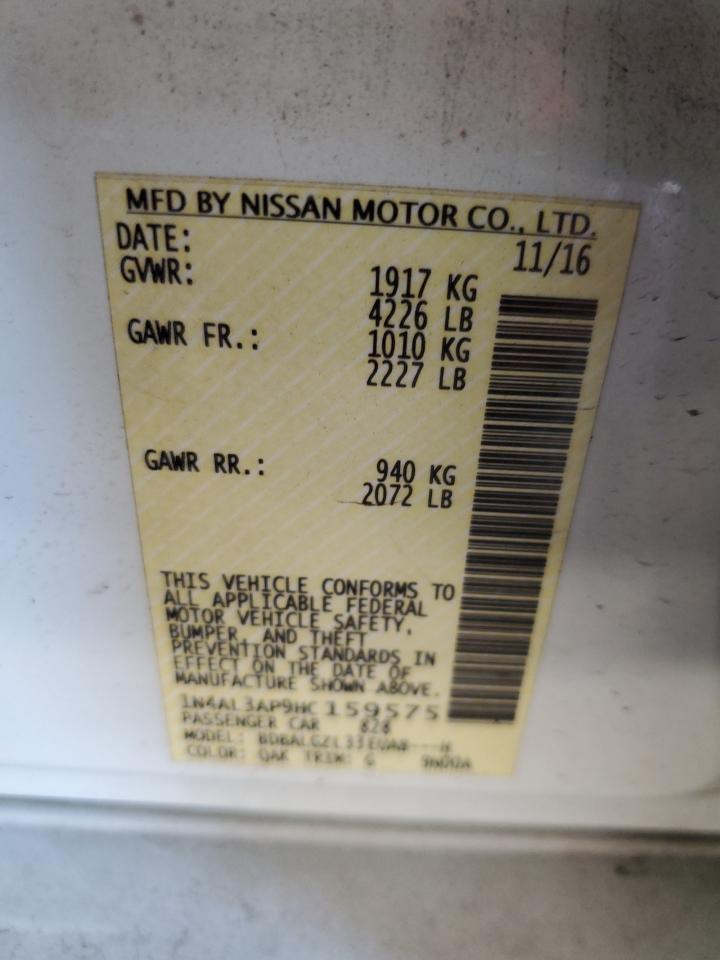 MFD BY NISSAN MOTOR CO., LTD.
DATE: 11/16
GVWR: 1917 KG
4226 LB
GAWR FR.: 1010 KG
2227 LB
GAWR RR.: 940 KG
2072 LB
THIS VEHICLE CONFORMS TO
ALL APPLICABLE FEDERAL
MOTOR VEHICLE SAFETY,
BUMPER, AND THEFT
PREVENTION STANDARDS IN
EFFECT ON THE DATE OF
MANUFACTURE SHOWN ABOVE.
1N4AL3AP9HC159575
PASSENGER CAR
MODEL:
COLOR: QAK TRIM: G